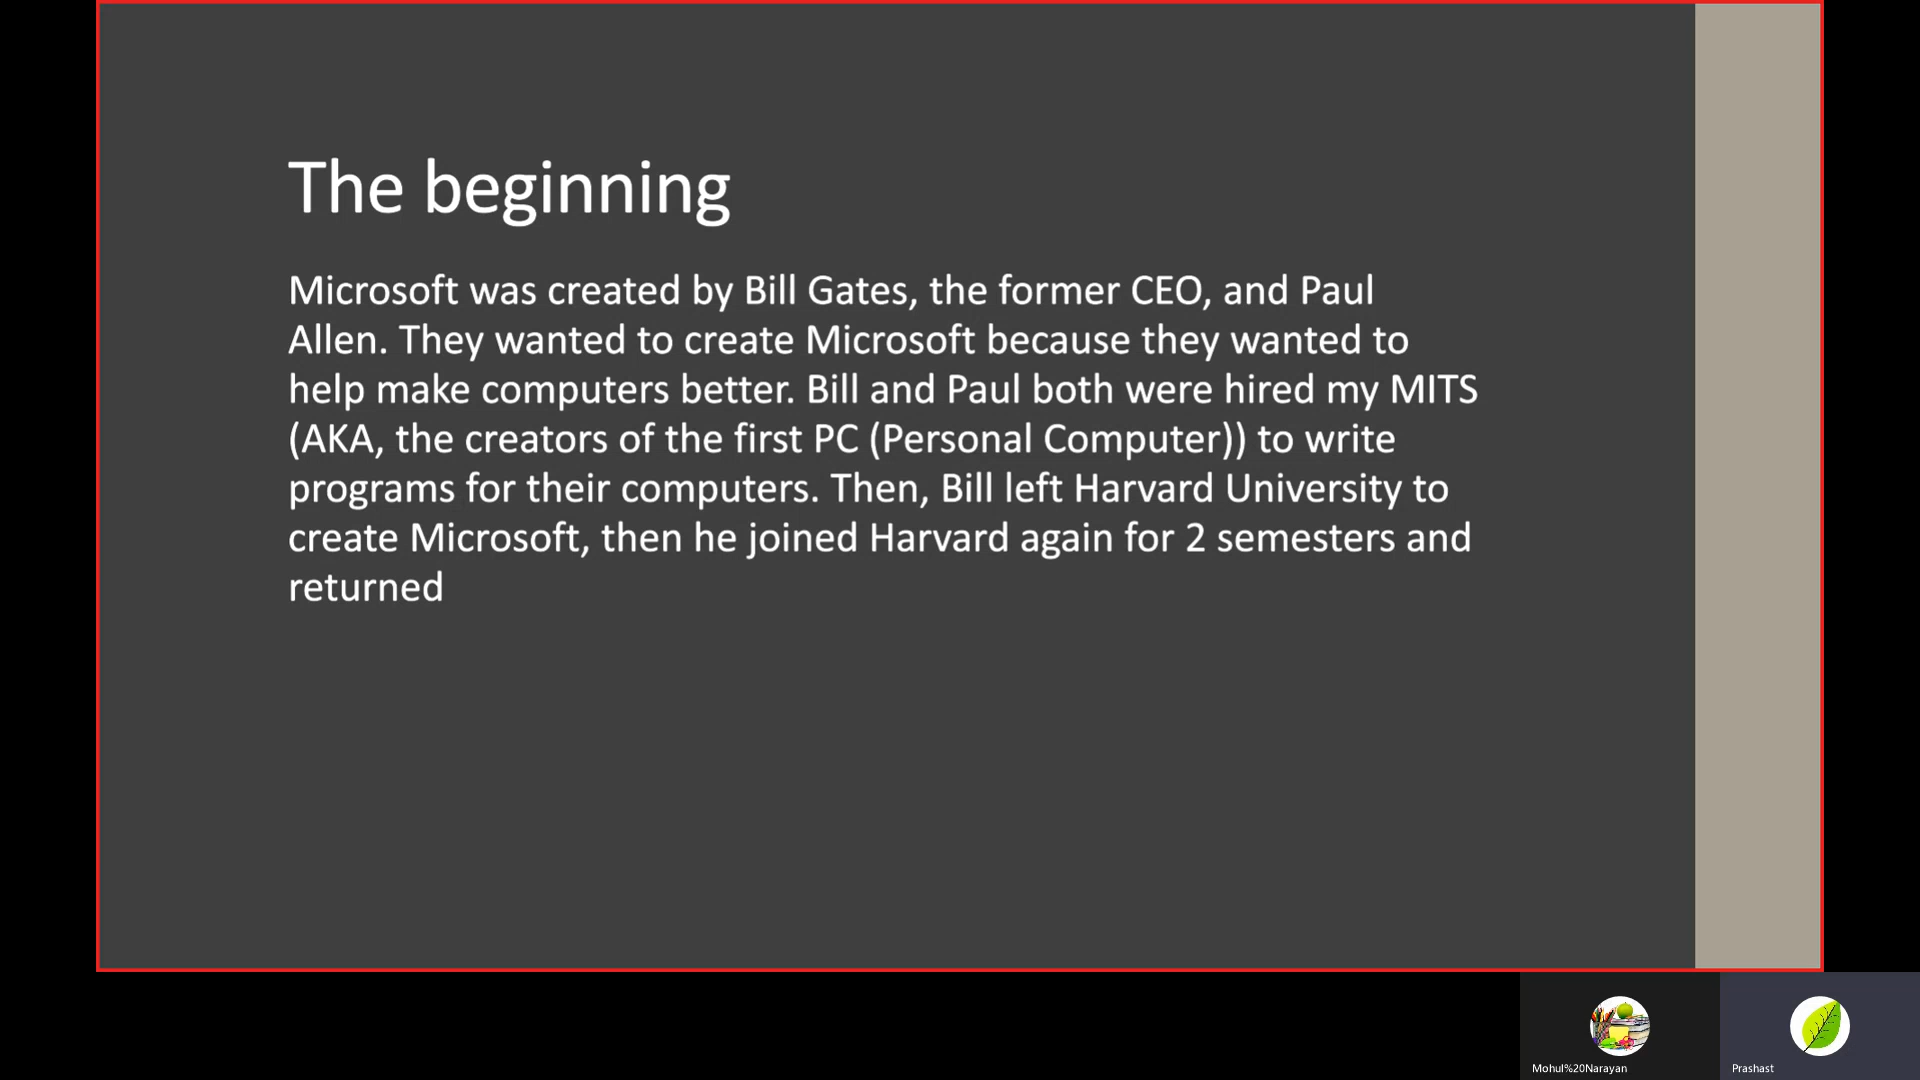 The beginning
Microsoft was created by Bill Gates, the former CEO, and Paul
Allen. They wanted to create Microsoft because they wanted to
help make computers better. Bill and Paul both were hired my MITS
(AKA, the creators of the first PC (Personal Computer)) to write
programs for their computers. Then, Bill left Harvard University to
create Microsoft, then he joined Harvard again for 2 semesters and
returned
Mohul%20Narayan
Prashast